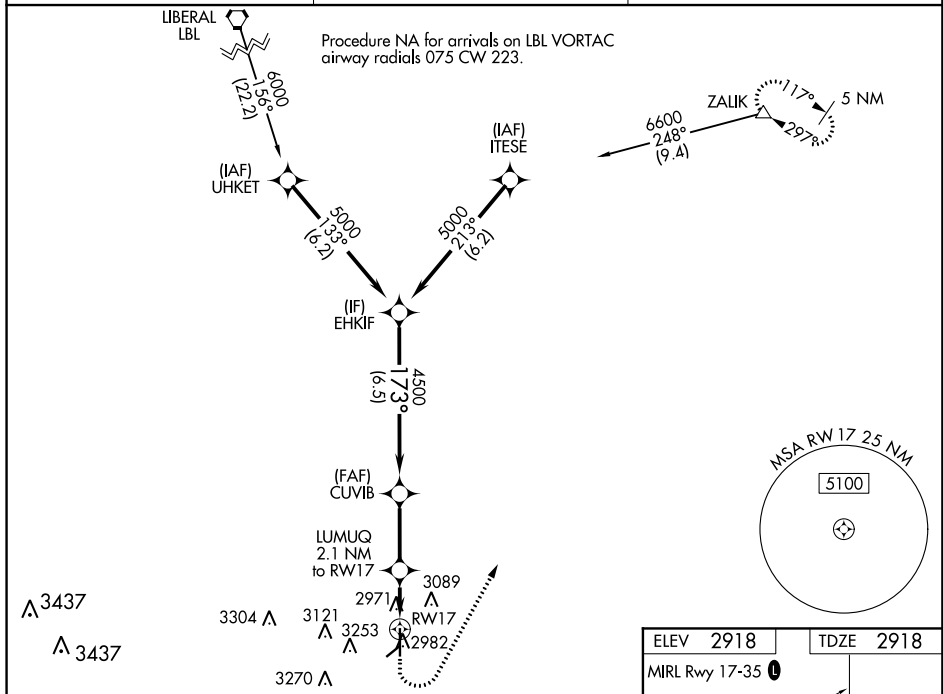 LIBERAL
LBL
Procedure NA for arrivals on LBL VORTAC
airway radials 075 CW 223.
6000
156°
(22.2)
ZALIK
117°
5 NM
297°
6600
248°
(9.4)
(IAF)
ITESE
(IAF)
UHKET
5000
133°
(6.2)
5000
213°
(6.2)
(IF)
EHKIF
4500
173°
(6.5)
MSA RW 17 25 NM
5100
(FAF)
CUVIB
LUMUQ
2.1 NM
to RW17
3089
2971
3437
3304
3121
RW17
3253
2982
3437
3270
ELEV 2918
TDZE 2918
MIRL Rwy 17-35 L